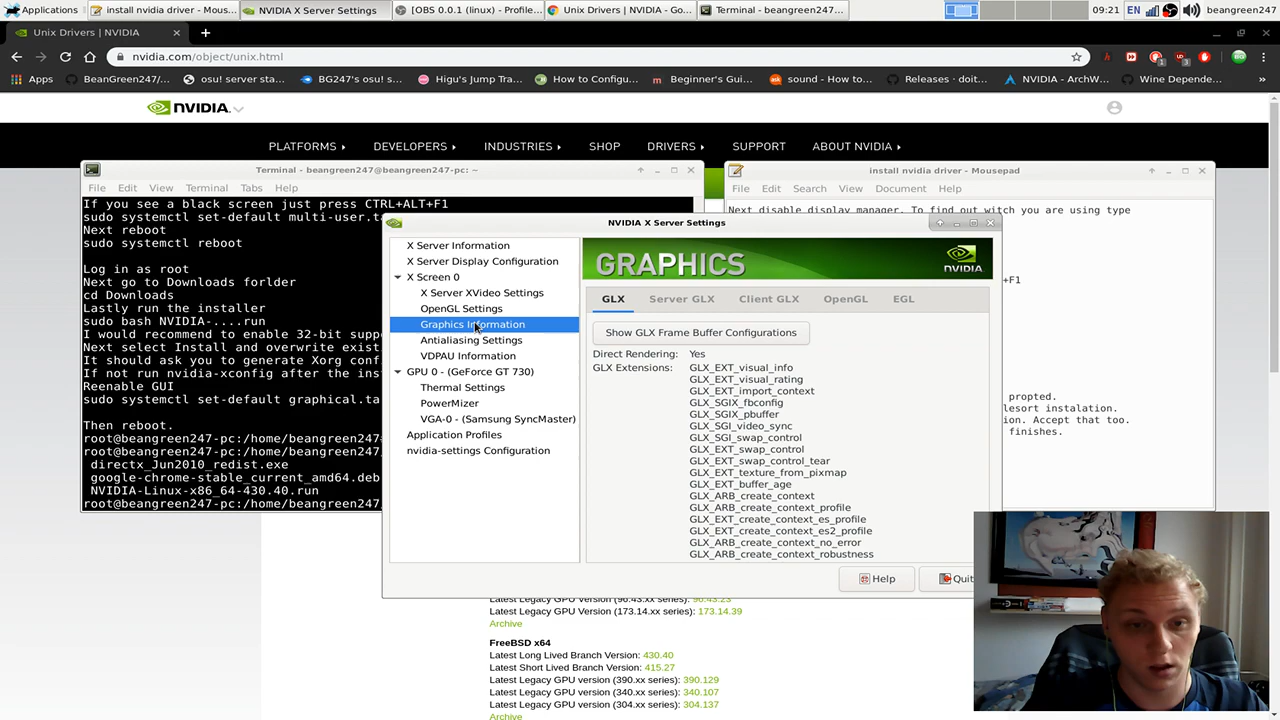 Applications
install nvidia driver - Mous...
NVIDIA X Server Settings
[OBS 0.0.1 (linux) - Profile...
Unix Drivers | NVIDIA - Go...
Terminal - beangreen247...
09:21
EN
beangreen247
Unix Drivers | NVIDIA
nvidia.com/object/unix.html
Apps
BeanGreen247/...
osu! server sta...
BG247's osu! s...
Higu's Jump Tra...
How to Configu...
Beginner's Gui...
sound - How to...
Releases · doit...
NVIDIA - ArchW...
Wine Depende...
NVIDIA.
PLATFORMS
DEVELOPERS
INDUSTRIES
SHOP
DRIVERS
SUPPORT
ABOUT NVIDIA
Terminal - beangreen247@beangreen247-pc: ~
File Edit View Terminal Tabs Help
If you see a black screen just press CTRL+ALT+F1
sudo systemctl set-default multi-user.ta
Next reboot
sudo systemctl reboot
Log in as root
Next go to Downloads forlder
cd Downloads
Lastly run the installer
sudo bash NVIDIA-....run
I would recommend to enable 32-bit supp
Next select Install and overwrite exist
It should ask you to generate Xorg conf
If not run nvidia-xconfig after the ins
Reenable GUI
sudo systemctl set-default graphical.ta
Then reboot.
root@beangreen247-pc:/home/beangreen247
root@beangreen247-pc:/home/beangreen247
directx_Jun2010_redist.exe
google-chrome-stable_current_amd64.deb
NVIDIA-Linux-x86_64-430.40.run
root@beangreen247-pc:/home/beangreen247
install nvidia driver - Mousepad
File Edit Search View Document Help
Next disable display manager. To find out witch you are using type
+F1
propted.
lesort instalation.
ion. Accept that too.
finishes.
NVIDIA X Server Settings
X Server Information
X Server Display Configuration
X Screen 0
X Server XVideo Settings
OpenGL Settings
Graphics Information
Antialiasing Settings
VDPAU Information
GPU 0 - (GeForce GT 730)
Thermal Settings
PowerMizer
VGA-0 - (Samsung SyncMaster)
Application Profiles
nvidia-settings Configuration
GRAPHICS
NVIDIA.
GLX
Server GLX
Client GLX
OpenGL
EGL
Show GLX Frame Buffer Configurations
Direct Rendering: Yes
GLX Extensions: GLX_EXT_visual_info
GLX_EXT_visual_rating
GLX_EXT_import_context
GLX_SGIX_fbconfig
GLX_SGIX_pbuffer
GLX_SGI_video_sync
GLX_SGI_swap_control
GLX_EXT_swap_control
GLX_EXT_swap_control_tear
GLX_EXT_texture_from_pixmap
GLX_EXT_buffer_age
GLX_ARB_create_context
GLX_ARB_create_context_profile
GLX_EXT_create_context_es_profile
GLX_EXT_create_context_es2_profile
GLX_ARB_create_context_no_error
GLX_ARB_create_context_robustness
Help
Quit
Latest Legacy GPU Version (96.43.xx series): 96.43.23
Latest Legacy GPU Version (173.14.xx series): 173.14.39
Archive
FreeBSD x64
Latest Long Lived Branch Version: 430.40
Latest Short Lived Branch Version: 415.27
Latest Legacy GPU version (390.xx series): 390.129
Latest Legacy GPU version (340.xx series): 340.107
Latest Legacy GPU version (304.xx series): 304.137
Archive